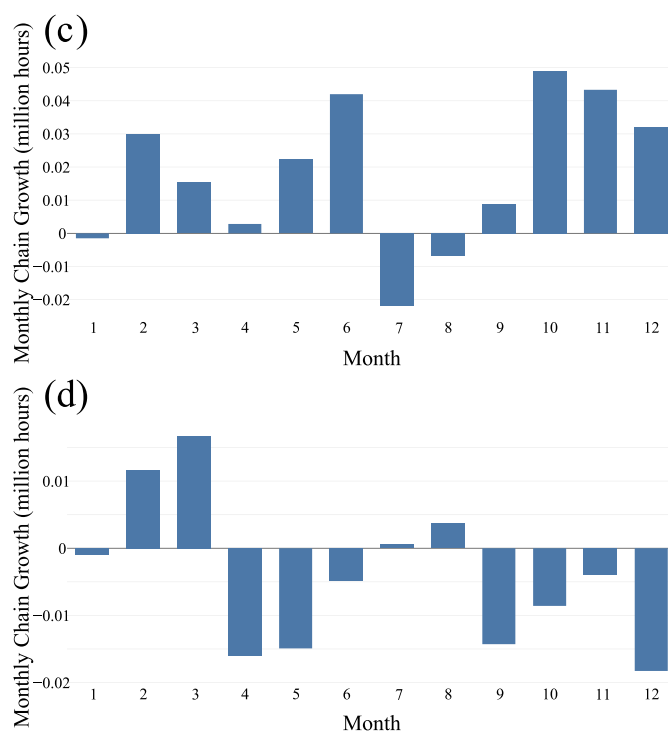 (c)
Monthly Chain Growth (million hours)
0.05
0.04
0.03
0.02
0.01
0
−0.01
−0.02
1 2 3 4 5 6 7 8 9 10 11 12
Month
(d)
Monthly Chain Growth (million hours)
0.01
0
−0.01
−0.02
1 2 3 4 5 6 7 8 9 10 11 12
Month